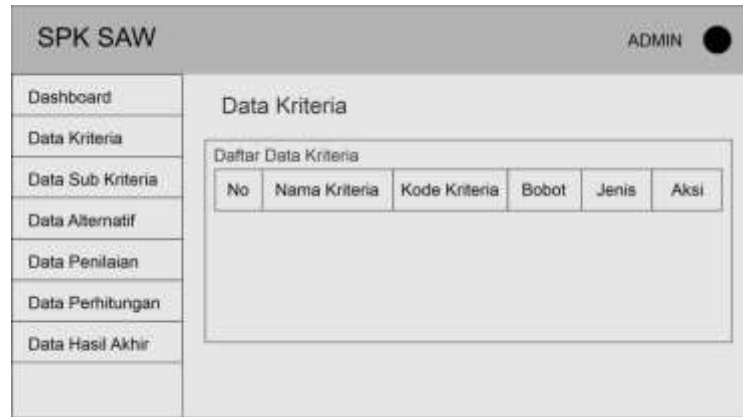 SPK SAW
ADMIN
Dashboard
Data Kriteria
Data Sub Kriteria
Data Alternatif
Data Penilaian
Data Perhitungan
Data Hasil Akhir
Data Kriteria
Daftar Data Kriteria
No Nama Kriteria Kode Kriteria Bobot Jenis Aksi